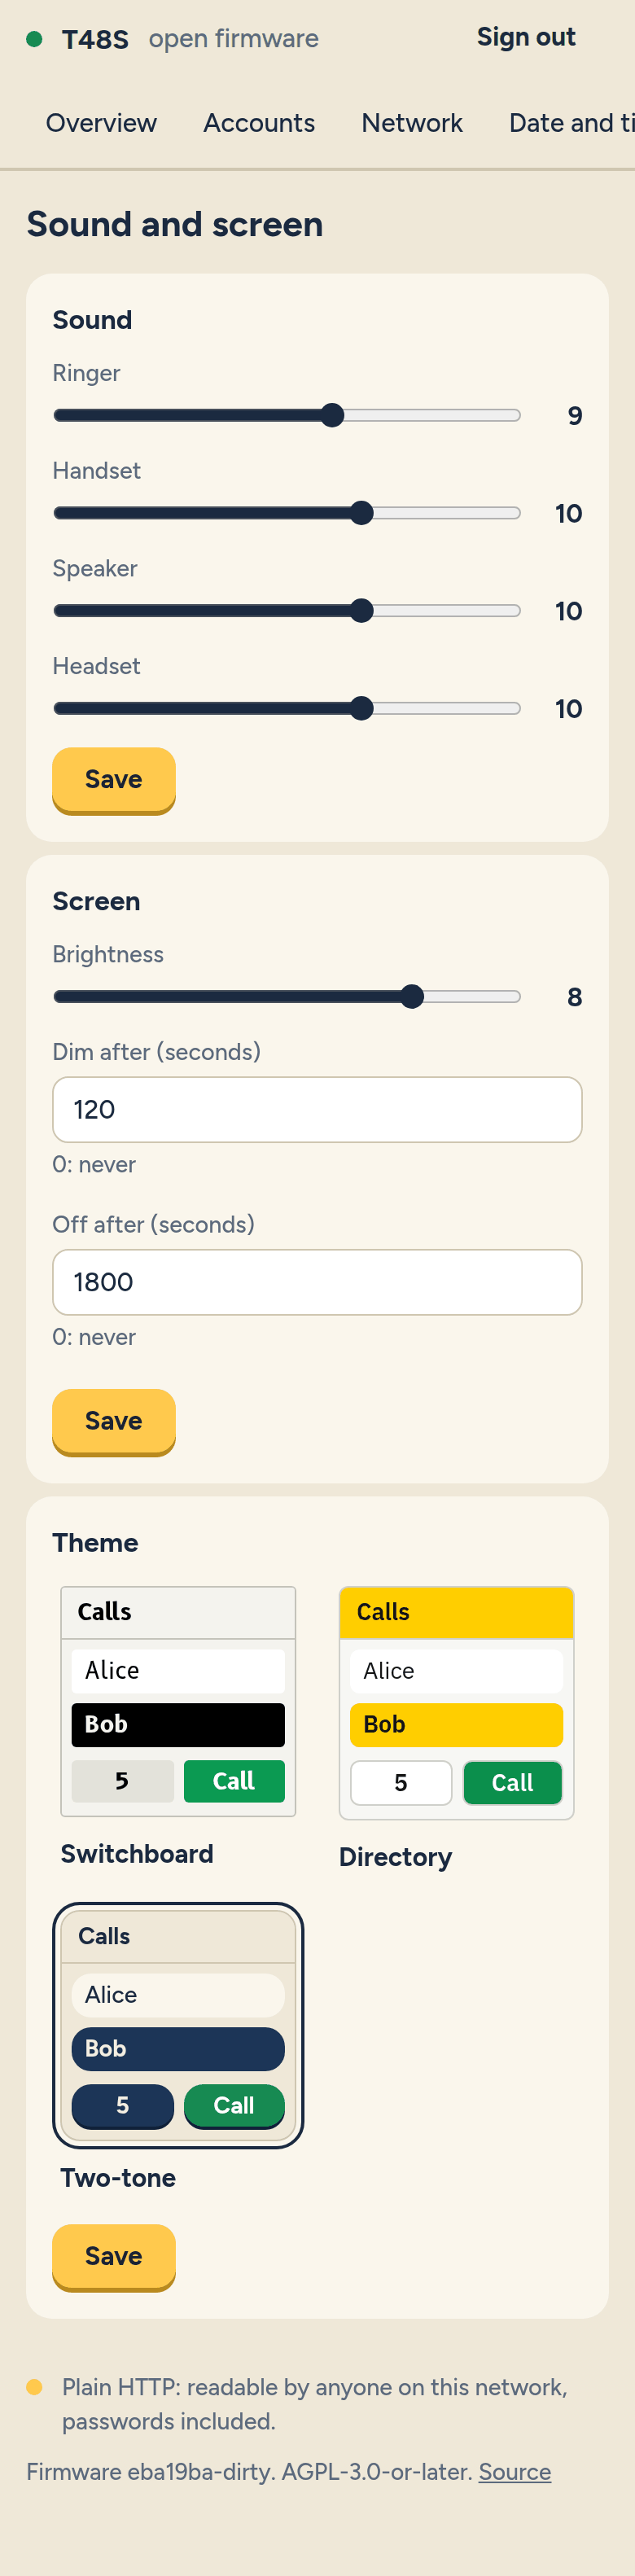 T48S open firmware Sign out
Overview Accounts Network Date and ti
Sound and screen
Sound
Ringer
9
Handset
10
Speaker
10
Headset
10
Save
Screen
Brightness
8
Dim after (seconds)
120
0: never
Off after (seconds)
1800
0: never
Save
Theme
Calls
Alice
Bob
5 Call
Switchboard
Calls
Alice
Bob
5 Call
Directory
Calls
Alice
Bob
5 Call
Two-tone
Save
Plain HTTP: readable by anyone on this network,
passwords included.
Firmware eba19ba-dirty. AGPL-3.0-or-later. Source